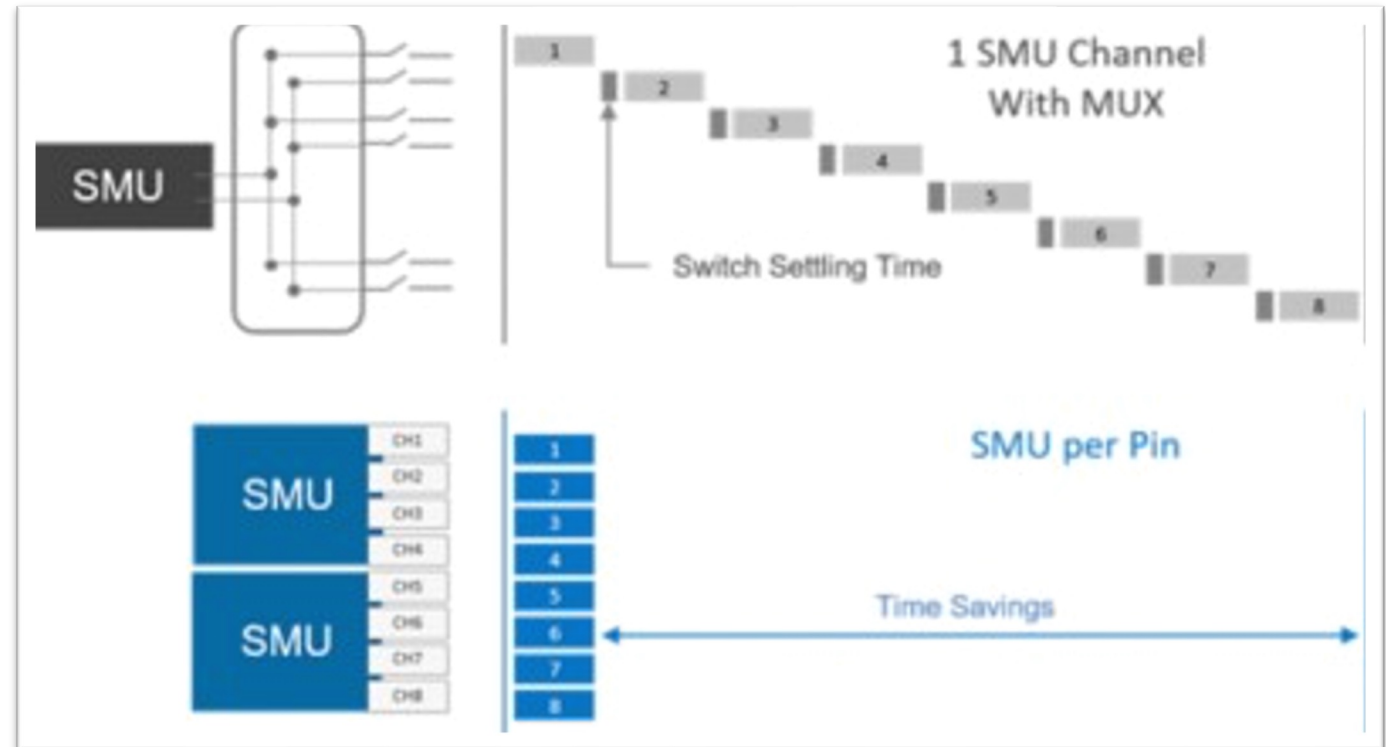 SMU
1
2
3
4
5
6
7
8
1 SMU Channel
With MUX
Switch Settling Time
SMU
SMU
CH1
CH2
CH3
CH4
CH5
CH6
CH7
CH8
1
2
3
4
5
6
7
8
SMU per Pin
Time Savings